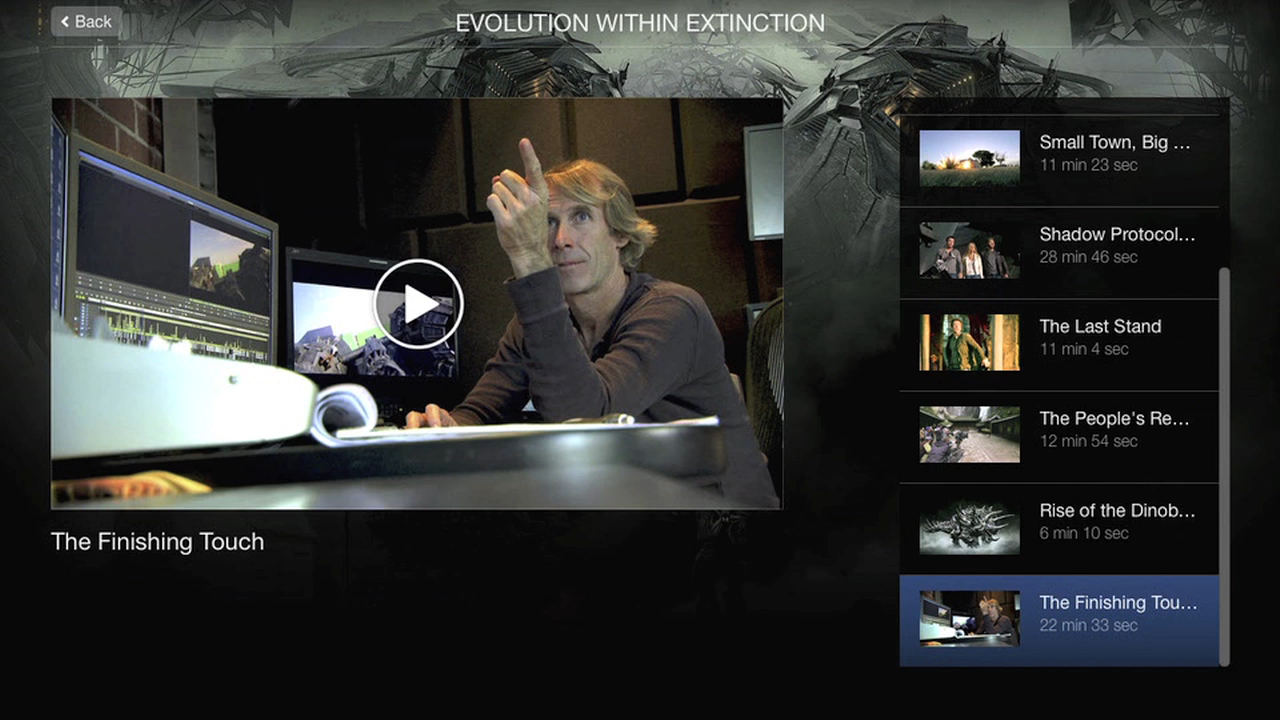 Back
EVOLUTION WITHIN EXTINCTION
The Finishing Touch
Small Town, Big ...
11 min 23 sec
Shadow Protocol...
28 min 46 sec
The Last Stand
11 min 4 sec
The People's Re...
12 min 54 sec
Rise of the Dinob...
6 min 10 sec
The Finishing Tou...
22 min 33 sec